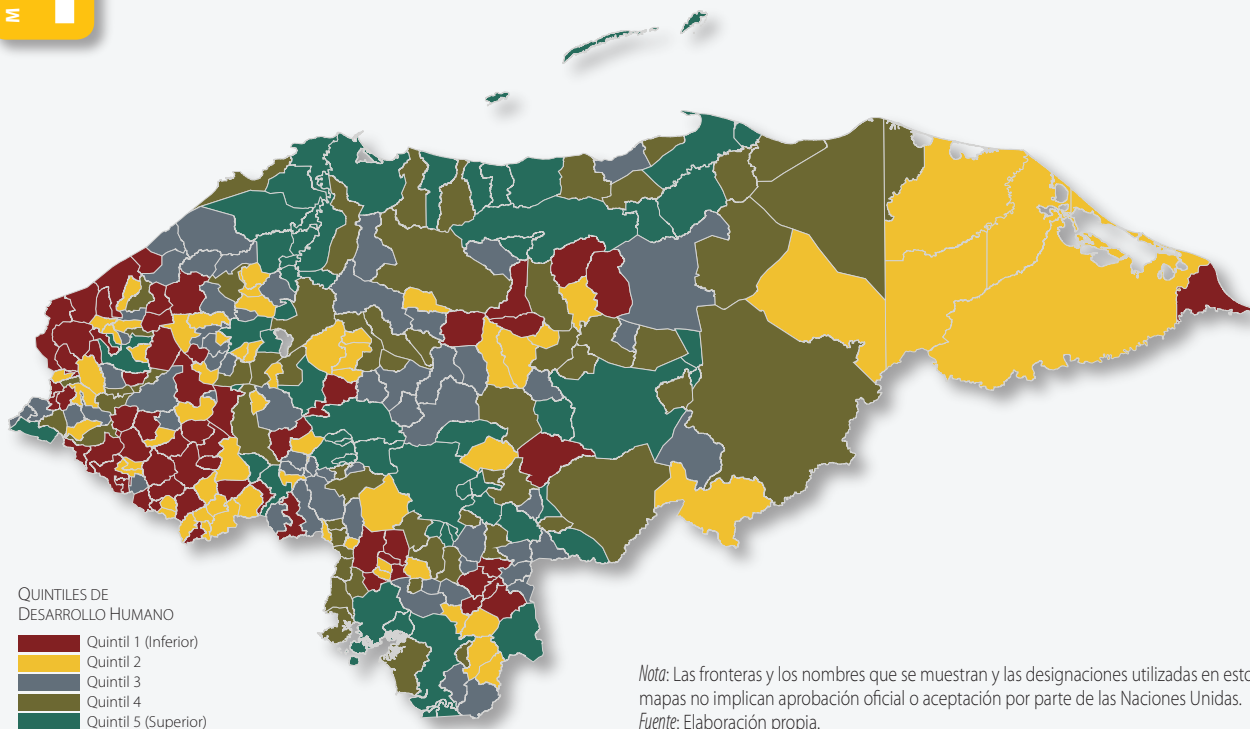 M
QUINTILES DE
DESARROLLO HUMANO
Quintil 1 (Inferior)
Quintil 2
Quintil 3
Quintil 4
Quintil 5 (Superior)
Nota: Las fronteras y los nombres que se muestran y las designaciones utilizadas en esto
mapas no implican aprobación oficial o aceptación por parte de las Naciones Unidas.
Fuente: Elaboración propia.